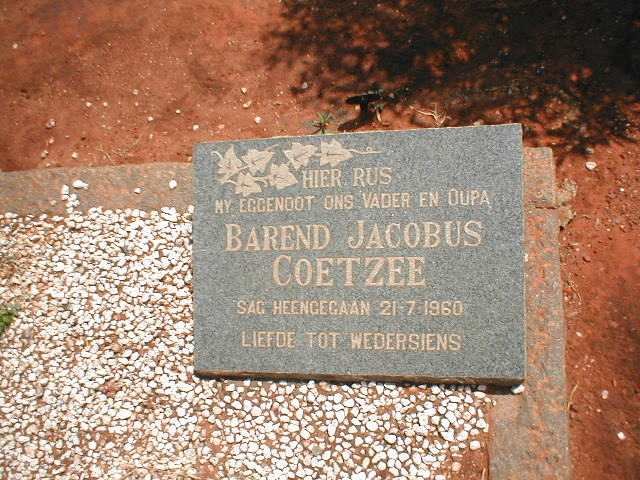 HIER RUS
MY EGGENOOT ONS VADER EN OUPA
BAREND JACOBUS
COETZEE
SAG HEENGEGAAN 21-7-1960
LIEFDE TOT WEDERSIENS